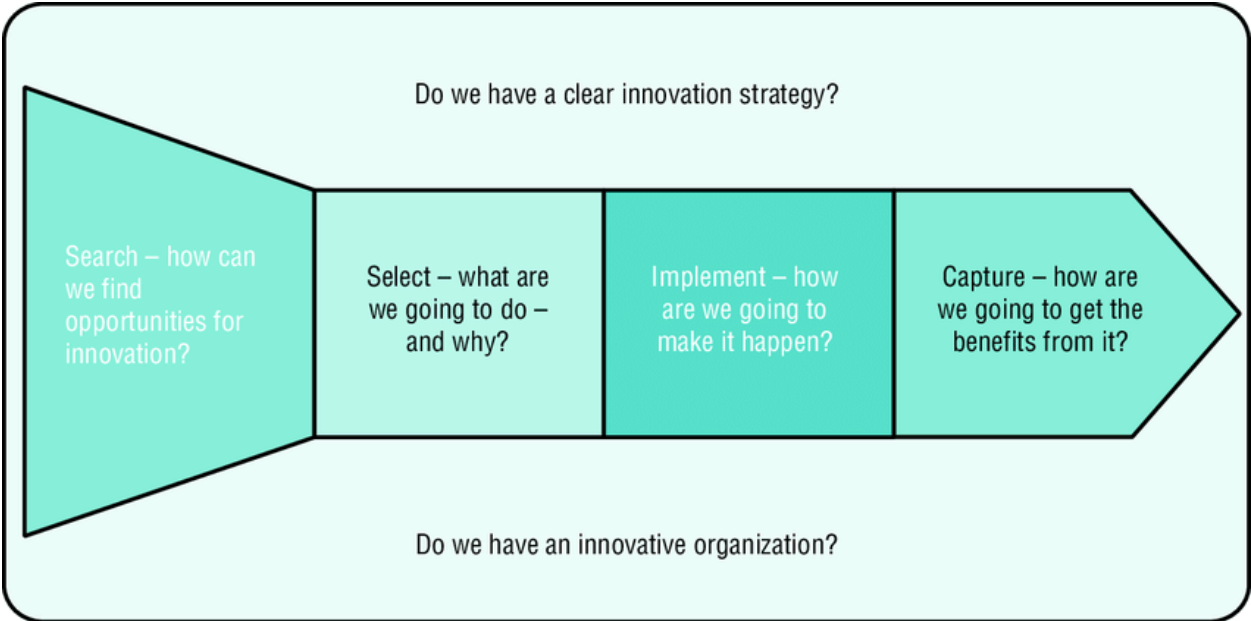 Do we have a clear innovation strategy?
Search – how can
we find
opportunities for
innovation?
Select – what are
we going to do –
and why?
Implement – how
are we going to
make it happen?
Capture – how are
we going to get the
benefits from it?
Do we have an innovative organization?